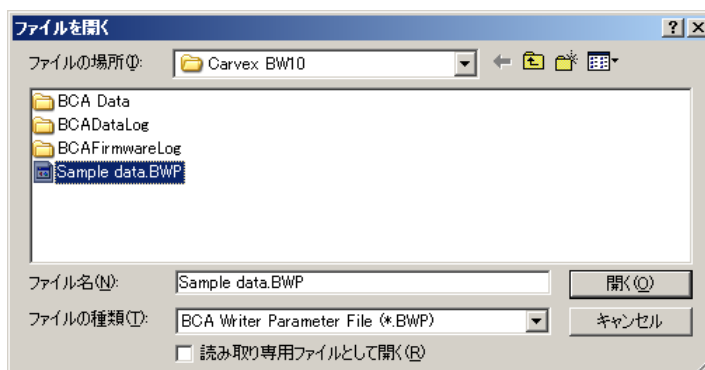 ファイルを開く
ファイルの場所(I):
Carvex BW10
BCA Data
BCADataLog
BCAFirmwareLog
Sample data.BWP
ファイル名(N):
Sample data.BWP
開く(O)
ファイルの種類(T):
BCA Writer Parameter File (*.BWP)
キャンセル
読み取り専用ファイルとして開く(R)